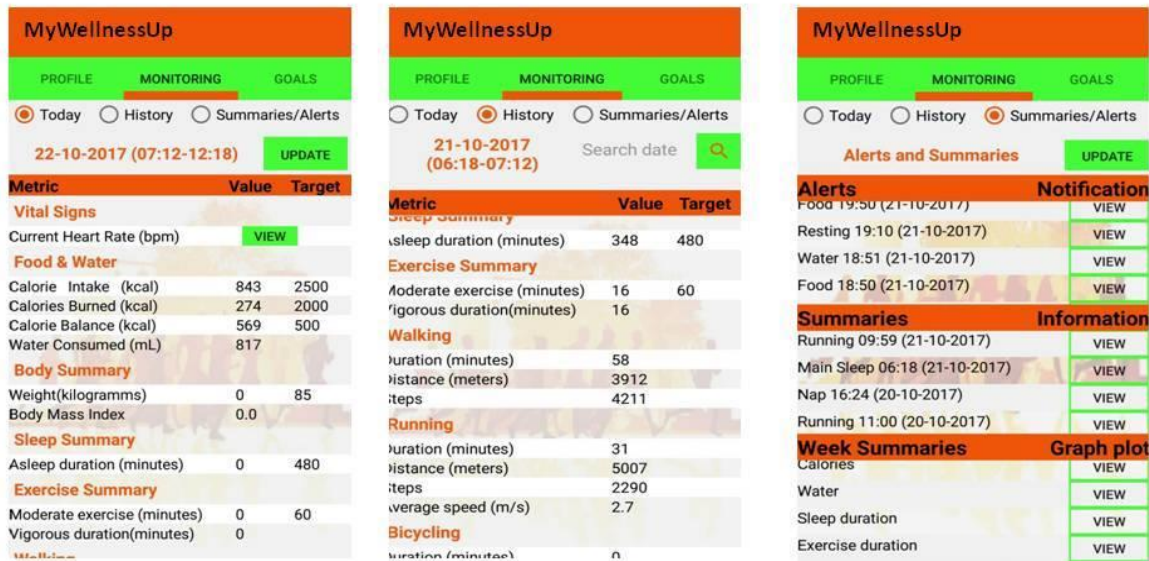 MyWellnessUp
PROFILE MONITORING GOALS
Today History Summaries/Alerts
22-10-2017 (07:12-12:18) UPDATE
Metric Value Target
Vital Signs
Current Heart Rate (bpm) VIEW
Food & Water
Calorie Intake (kcal) 843 2500
Calories Burned (kcal) 274 2000
Calorie Balance (kcal) 569 500
Water Consumed (mL) 817
Body Summary
Weight(kilogramms) 0 85
Body Mass Index 0.0
Sleep Summary
Asleep duration (minutes) 0 480
Exercise Summary
Moderate exercise (minutes) 0 60
Vigorous duration(minutes) 0
Walking
MyWellnessUp
PROFILE MONITORING GOALS
Today History Summaries/Alerts
21-10-2017
(06:18-07:12) Search date
Metric Value Target
Sleep Summary
Asleep duration (minutes) 348 480
Exercise Summary
Moderate exercise (minutes) 16 60
Vigorous duration(minutes) 16
Walking
Duration (minutes) 58
Distance (meters) 3912
Steps 4211
Running
Duration (minutes) 31
Distance (meters) 5007
Steps 2290
Average speed (m/s) 2.7
Bicycling
Duration (minutes) 0
MyWellnessUp
PROFILE MONITORING GOALS
Today History Summaries/Alerts
Alerts and Summaries UPDATE
Alerts Notification
Food 19:50 (21-10-2017) VIEW
Resting 19:10 (21-10-2017) VIEW
Water 18:51 (21-10-2017) VIEW
Food 18:50 (21-10-2017) VIEW
Summaries Information
Running 09:59 (21-10-2017) VIEW
Main Sleep 06:18 (21-10-2017) VIEW
Nap 16:24 (20-10-2017) VIEW
Running 11:00 (20-10-2017) VIEW
Week Summaries Graph plot
Calories VIEW
Water VIEW
Sleep duration VIEW
Exercise duration VIEW